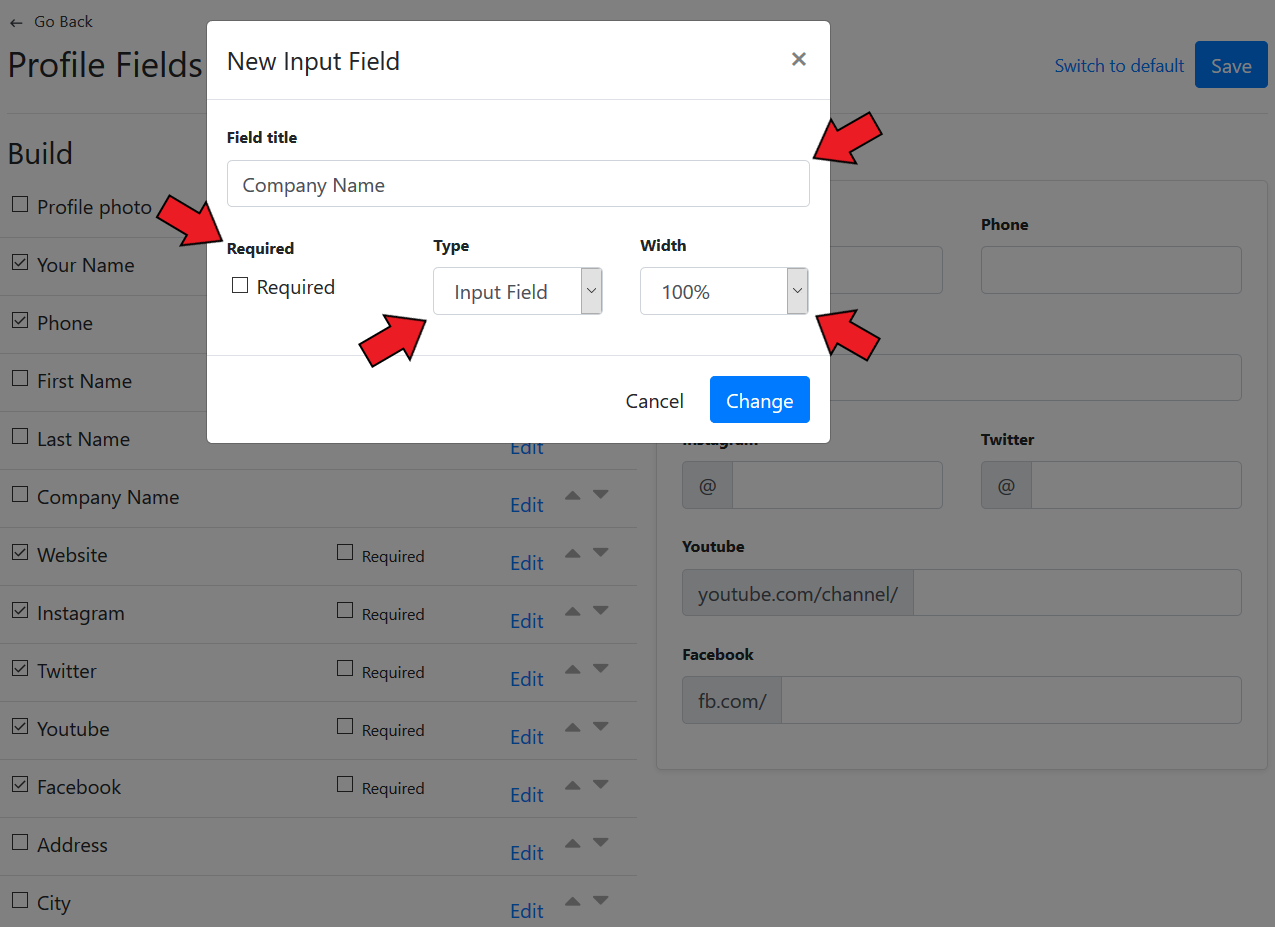 ← Go Back
Profile Fields
Switch to default
Save
New Input Field
×
Field title
Company Name
Required
Type
Width
Required
Input Field
100%
Cancel
Change
Build
Profile photo
Your Name
Phone
First Name
Last Name
Edit
Company Name
Edit
Website
Required
Edit
Instagram
Required
Edit
Twitter
Required
Edit
Youtube
Required
Edit
Facebook
Required
Edit
Address
Edit
City
Edit
Phone
Instagram
Twitter
@
@
Youtube
youtube.com/channel/
Facebook
fb.com/